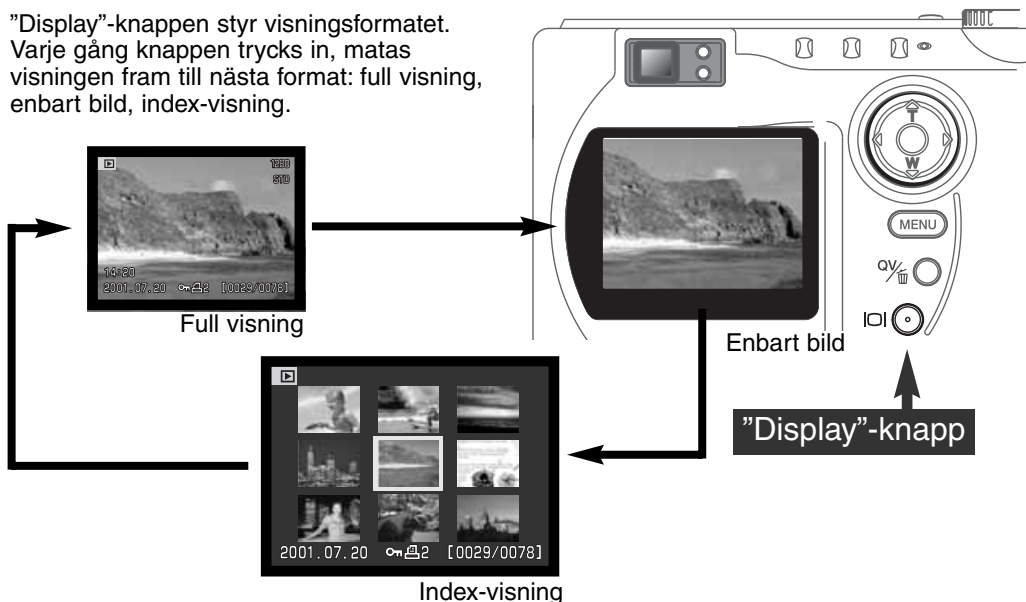 ”Display”-knappen styr visningsformatet.
Varje gång knappen trycks in, matas
visningen fram till nästa format: full visning,
enbart bild, index-visning.
1280
STD
14:20
2001.07.20 2 [0029/0078]
Full visning
T
W
MENU
QV/
Enbart bild
”Display”-knapp
2001.07.20 2 [0029/0078]
Index-visning